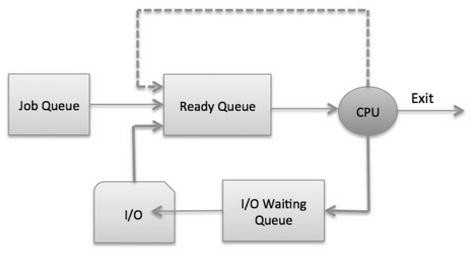 Job Queue
Ready Queue
CPU
Exit
I/O
I/O Waiting
Queue